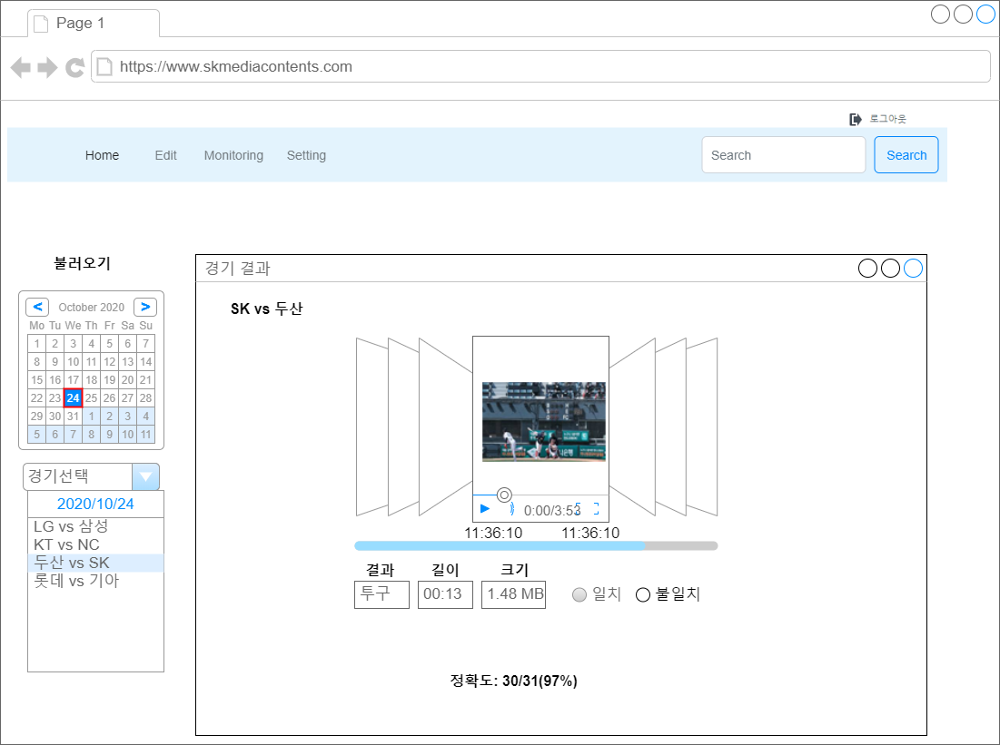 Page 1
https://www.skmediacontents.com
로그아웃
Home Edit Monitoring Setting Search Search
불러오기
< October 2020 >
Mo Tu We Th Fr Sa Su
1 2 3 4 5 6 7
8 9 10 11 12 13 14
15 16 17 18 19 20 21
22 23 24 25 26 27 28
29 30 31 1 2 3 4
5 6 7 8 9 10 11
경기선택
2020/10/24
LG vs 삼성
KT vs NC
두산 vs SK
롯데 vs 기아
경기 결과
SK vs 두산
0:00/3:53
11:36:10 11:36:10
결과 길이 크기
투구 00:13 1.48 MB 일치 불일치
정확도: 30/31(97%)